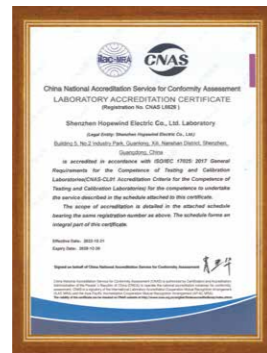 ilac-MRA
CNAS
China National Accreditation Service for Conformity Assessment
LABORATORY ACCREDITATION CERTIFICATE
(Registration No. CNAS
Shenzhen Hopewind Electric Co., Ltd. Laboratory
(Legal Entity: Shenzhen Hopewind Electric Co., Ltd.)
Building 5, No.2 Industry Park, Guanlong, Xili, Nanshan District, Shenzhen,
Guangdong, China
is accredited in accordance with ISO/IEC 17025: 2017 General
Requirements for the Competence of Testing and Calibration
Laboratories(CNAS-CL01 Accreditation Criteria for the Competence of
Testing and Calibration Laboratories) for the competence to undertake
the service described in the schedule attached to this certificate.
The scope of accreditation is detailed in the attached schedule
bearing the same registration number as above. The schedule forms an
integral part of this certificate.
Effective Date:
Expiry Date:
Signed on behalf of China National Accreditation Service for Conformity Assessment